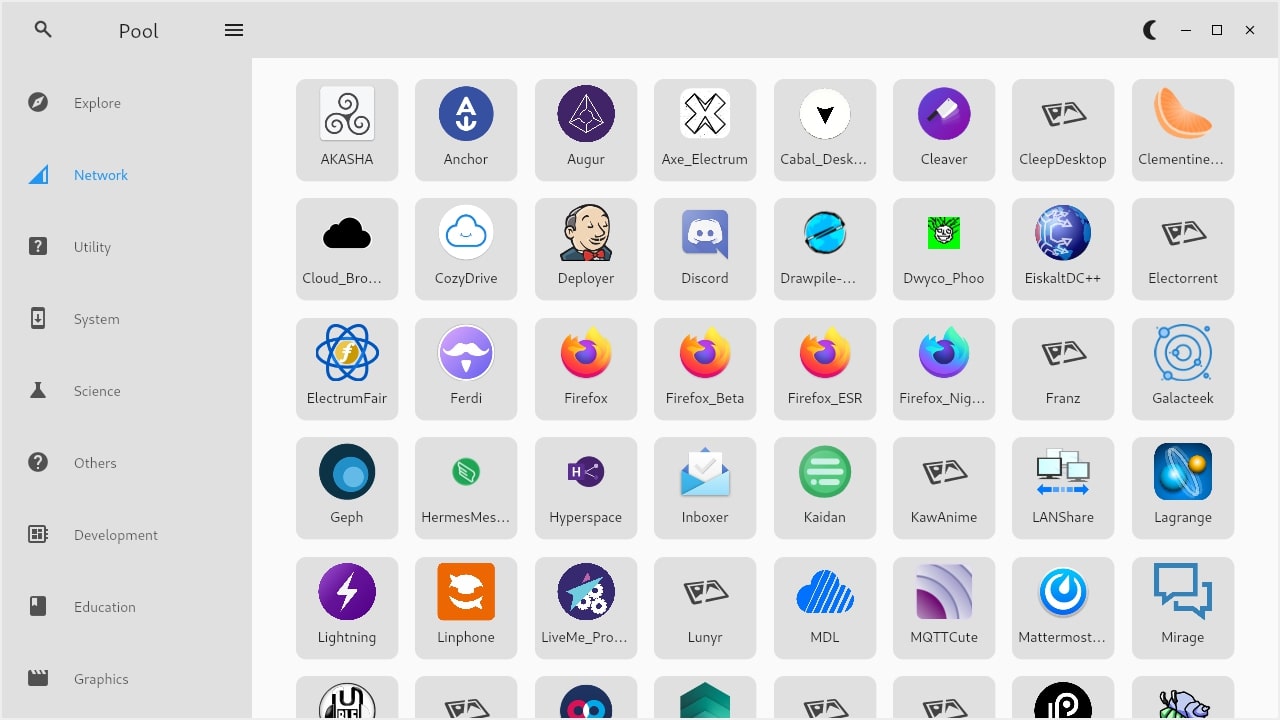 Pool
Explore
Network
Utility
System
Science
Others
Development
Education
Graphics
AKASHA
Anchor
Augur
Axe_Electrum
Cabal_Desk...
Cleaver
CleepDesktop
Clementine...
Cloud_Bro...
CozyDrive
Deployer
Discord
Drawpile-...
Dwyco_Phoo
EiskaltDC++
Electorrent
ElectrumFair
Ferdi
Firefox
Firefox_Beta
Firefox_ESR
Firefox_Nig...
Franz
Galacteek
Geph
HermesMes...
H
Hyperspace
Inboxer
Kaidan
KawAnime
LANShare
Lagrange
Lightning
Linphone
LiveMe_Pro...
Lunyr
MDL
MQTTCute
Mattermost...
Mirage